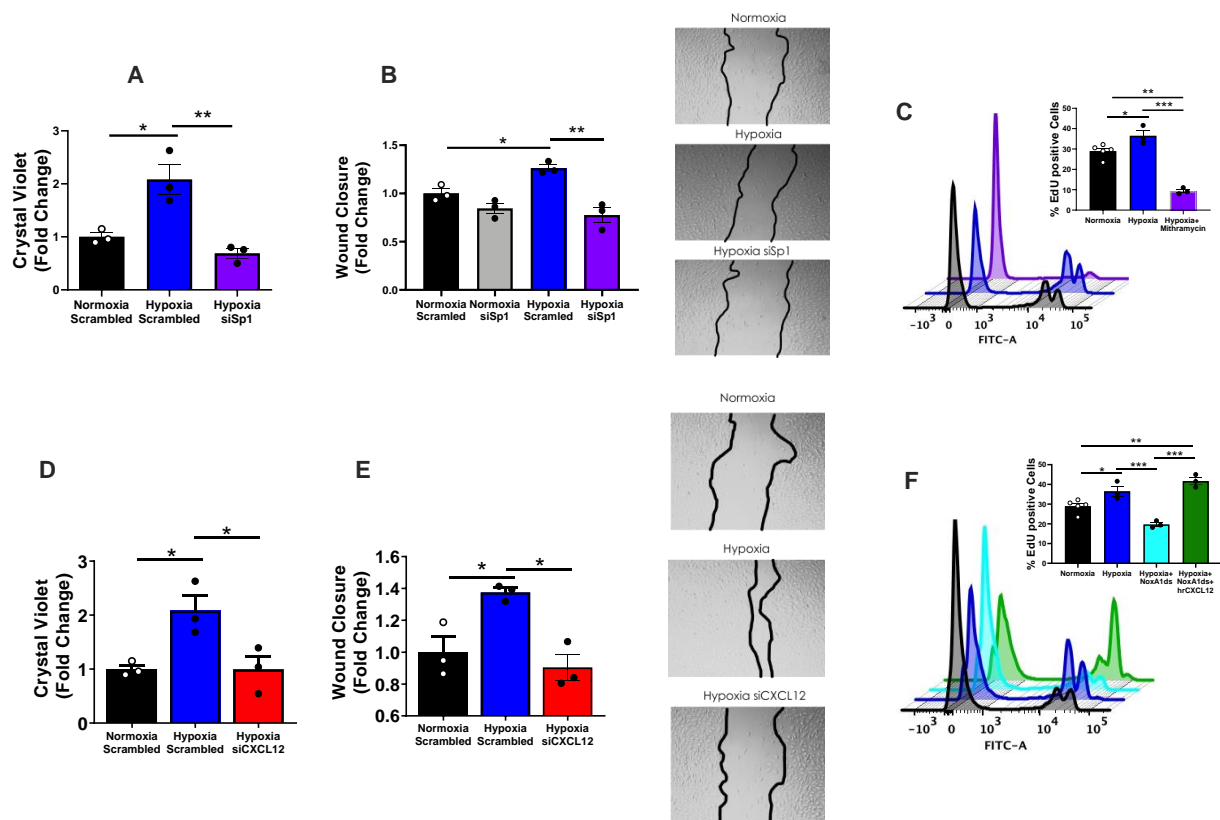 A
Crystal Violet
(Fold Change)
3
2
1
0
*
**
Normoxia
Scrambled
Hypoxia
Scrambled
Hypoxia
siSp1
B
Wound Closure
(Fold Change)
1.5
1.0
0.5
0.0
*
**
Normoxia
Scramled
Normoxia
siSp1
Hypoxia
Scramled
Hypoxia
siSp1
Normoxia
Hypoxia
Hypoxia siSp1
C
% EdU positive Cells
50
40
30
20
10
0
**
*
***
Normoxia
Hypoxia
Hypoxia+
Mithramycin
-10³
0
10³
10⁴
10⁵
FITC-A
D
Crystal Violet
(Fold Change)
3
2
1
0
*
*
Normoxia
Scrambled
Hypoxia
Scrambled
Hypoxia
siCXCL12
E
Wound Closure
(Fold Change)
1.6
1.4
1.2
1.0
0.8
0.6
*
*
Normoxia
Scrambled
Hypoxia
Scrambled
Hypoxia
siCXCL12
Normoxia
Hypoxia
Hypoxia siCXCL12
F
% EdU positive Cells
50
40
30
20
10
0
**
*
***
***
Normoxia
Hypoxia
Hypoxia+
NoxA1ds
Hypoxia+
NoxA1ds+
hrCXCL12
-10³
0
10³
10⁴
10⁵
FITC-A